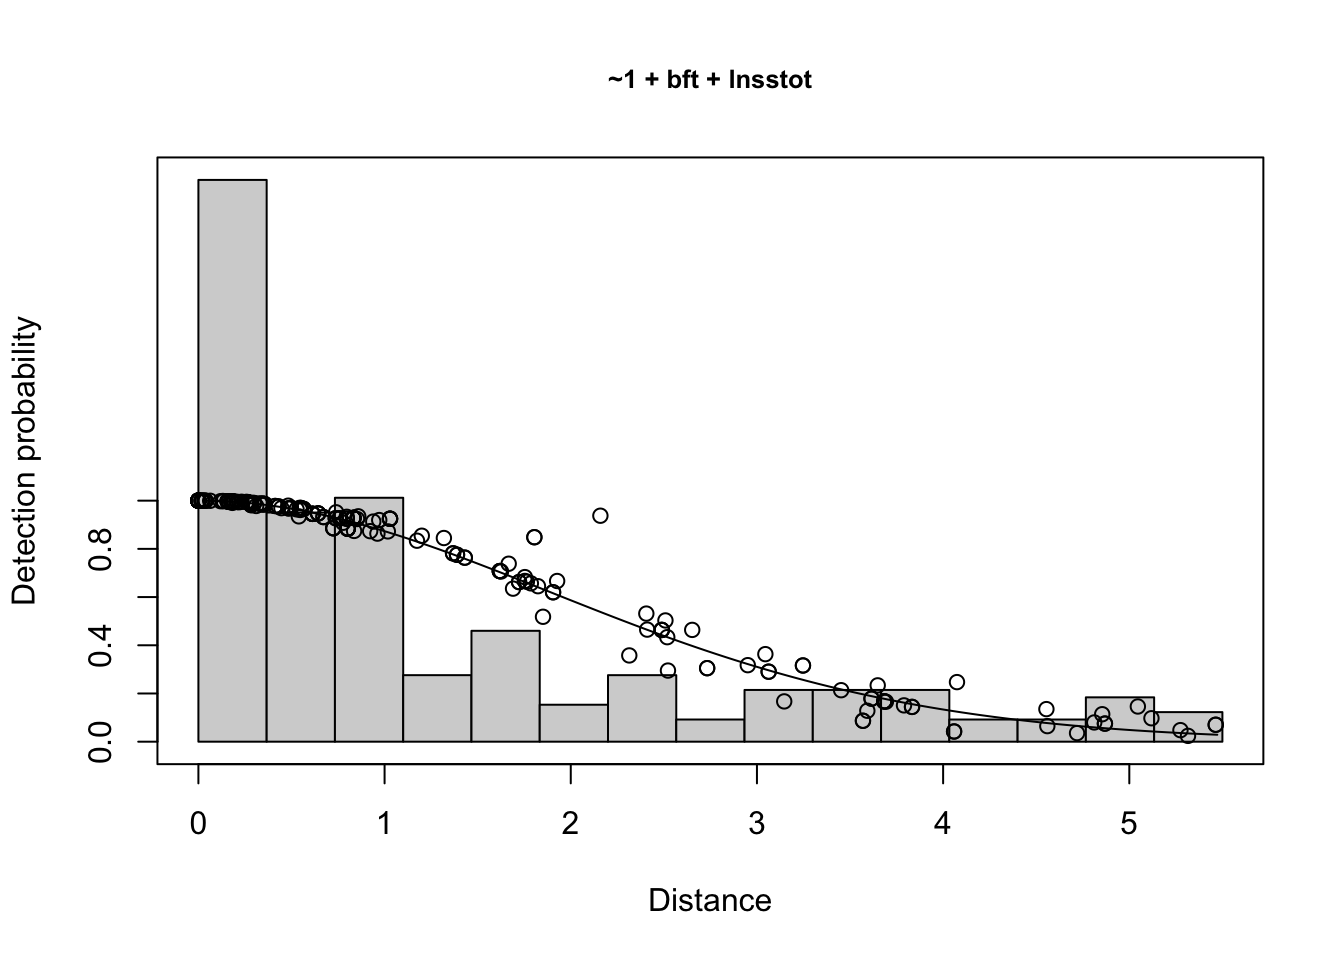 ~1 + bft + lnsstot
Detection probability
0.8
0.4
0.0
0 1 2 3 4 5
Distance